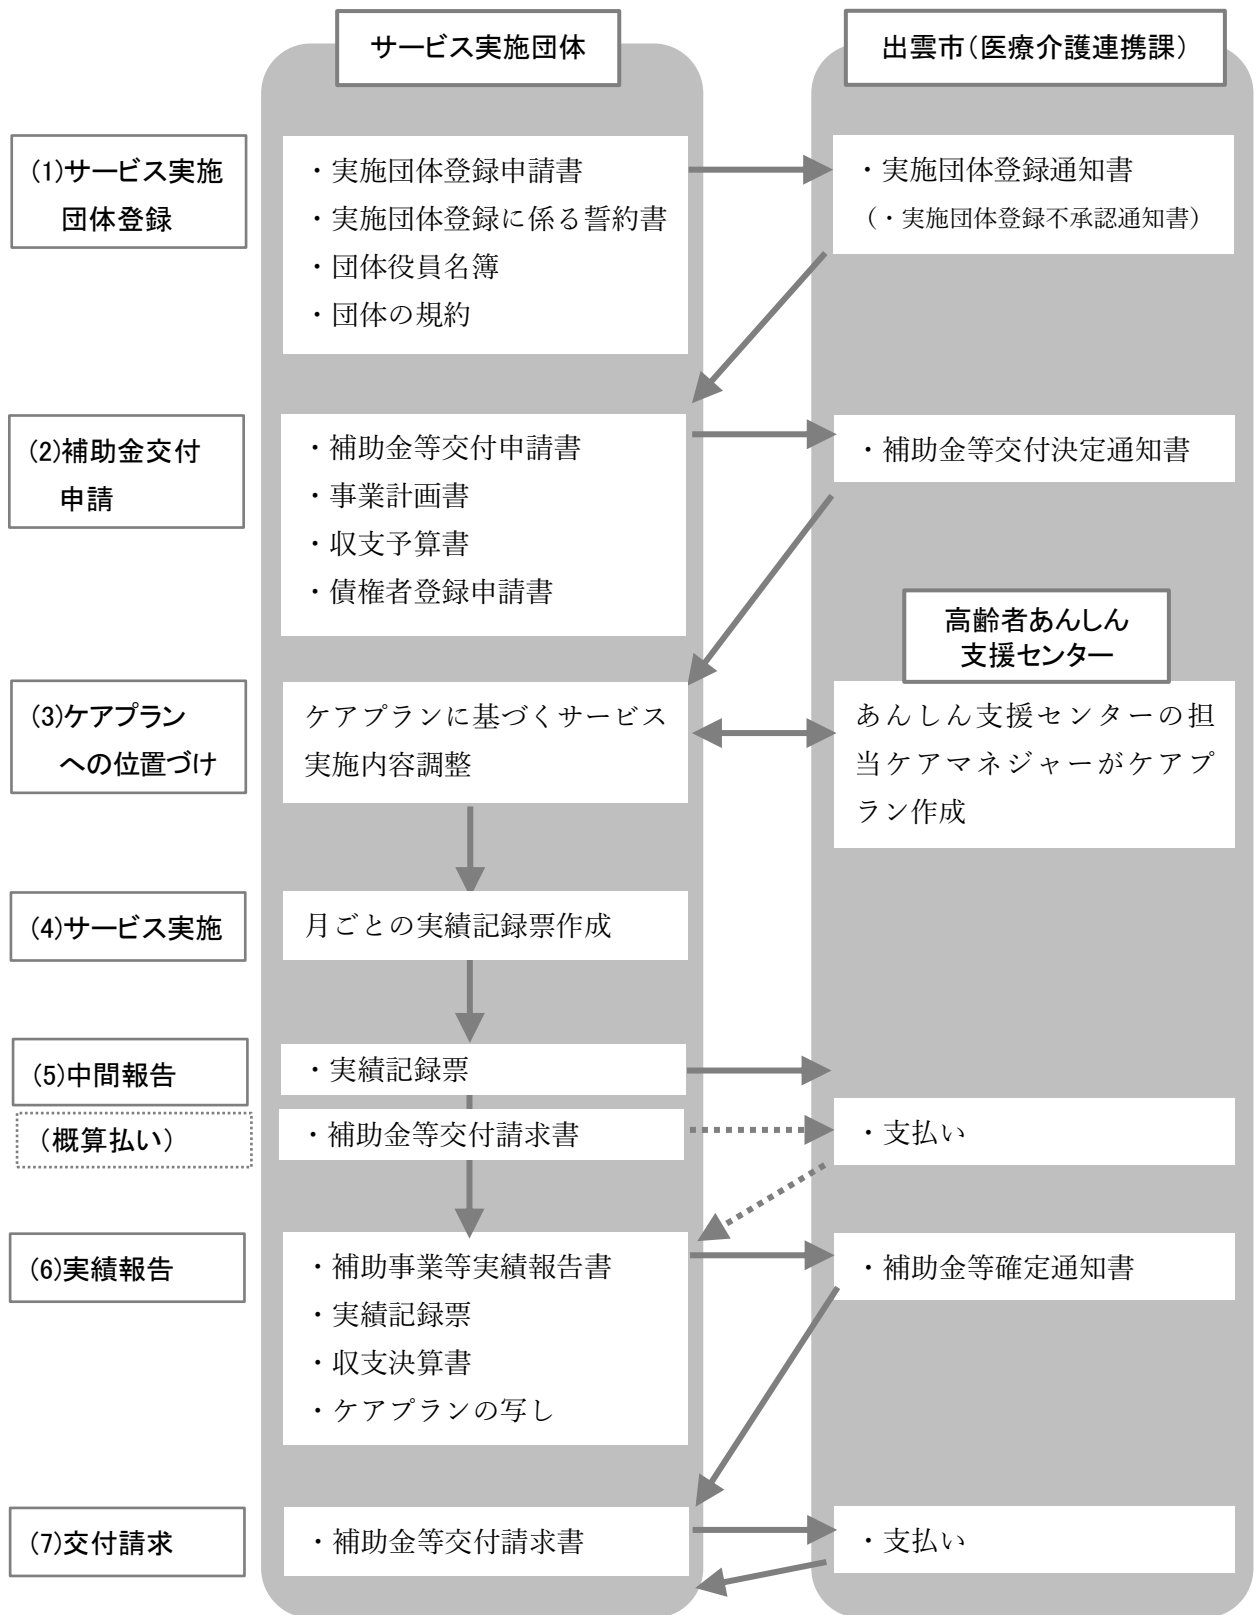 サービス実施団体
出雲市(医療介護連携課)
(1)サービス実施
団体登録
・実施団体登録申請書
・実施団体登録に係る誓約書
・団体役員名簿
・団体の規約
・実施団体登録通知書
(・実施団体登録不承認通知書)
(2)補助金交付
申請
・補助金等交付申請書
・事業計画書
・収支予算書
・債権者登録申請書
・補助金等交付決定通知書
高齢者あんしん
支援センター
(3)ケアプラン
への位置づけ
ケアプランに基づくサービス
実施内容調整
あんしん支援センターの担
当ケアマネジャーがケアプ
ラン作成
(4)サービス実施
月ごとの実績記録票作成
(5)中間報告
・実績記録票
(概算払い)
・補助金等交付請求書
・支払い
(6)実績報告
・補助事業等実績報告書
・実績記録票
・収支決算書
・ケアプランの写し
・補助金等確定通知書
(7)交付請求
・補助金等交付請求書
・支払い